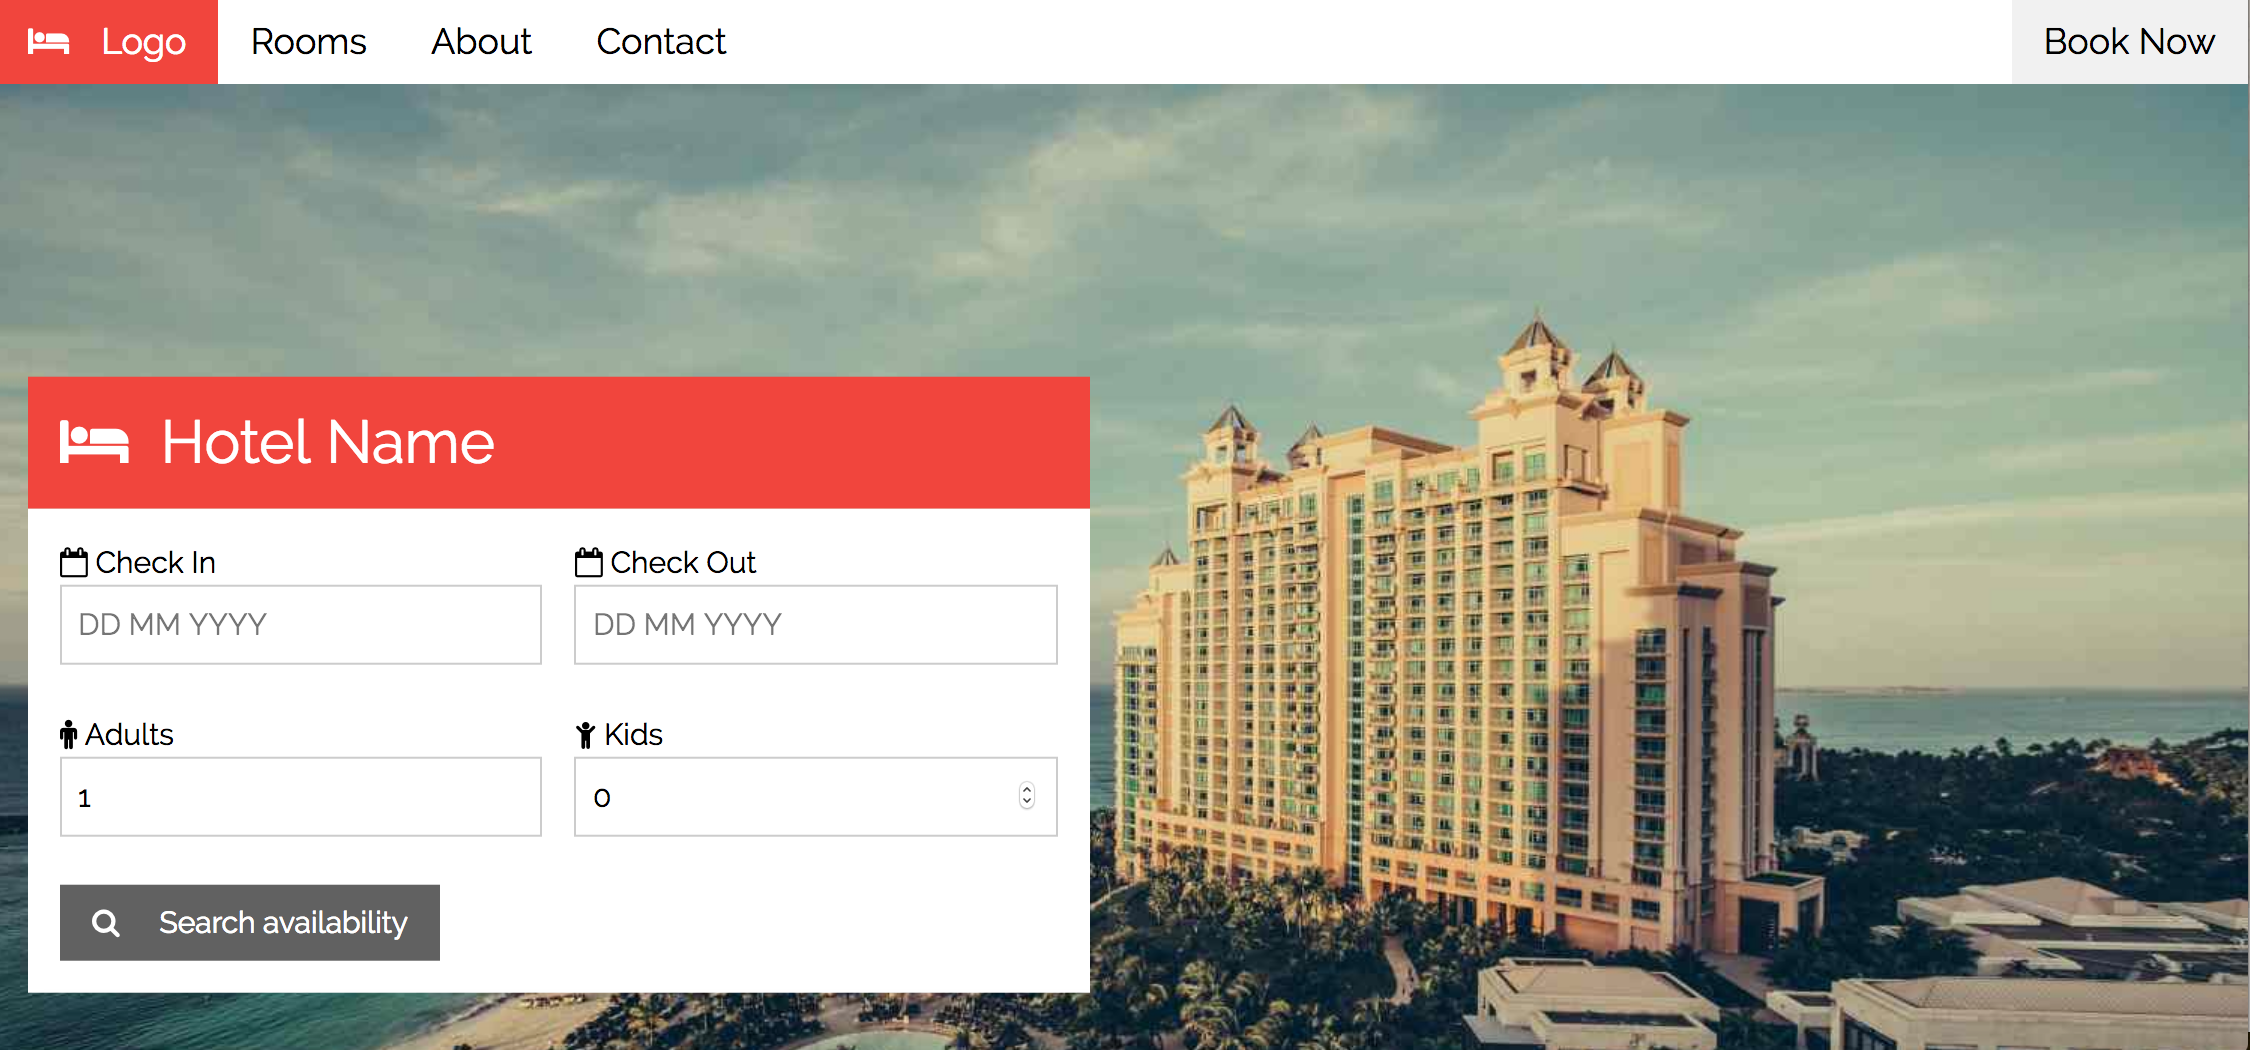 Logo Rooms About Contact Book Now
Hotel Name
Check In Check Out
DD MM YYYY DD MM YYYY
Adults Kids
1 0
Search availability